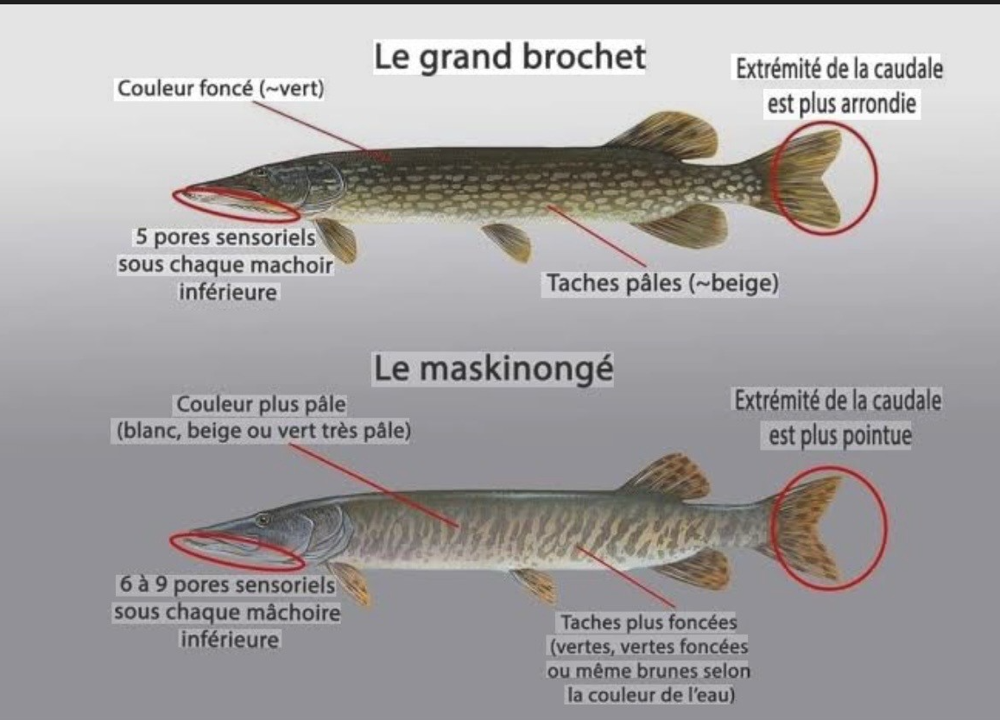 Le grand brochet
Couleur foncé (~vert)
Extrémité de la caudale
est plus arrondie
5 pores sensoriels
sous chaque machoir
inférieure
Taches pâles (~beige)
Le maskinongé
Couleur plus pâle
(blanc, beige ou vert très pâle)
Extrémité de la caudale
est plus pointue
6 à 9 pores sensoriels
sous chaque mâchoire
inférieure
Taches plus foncées
(vertes, vertes foncées
ou même brunes selon
la couleur de l'eau)